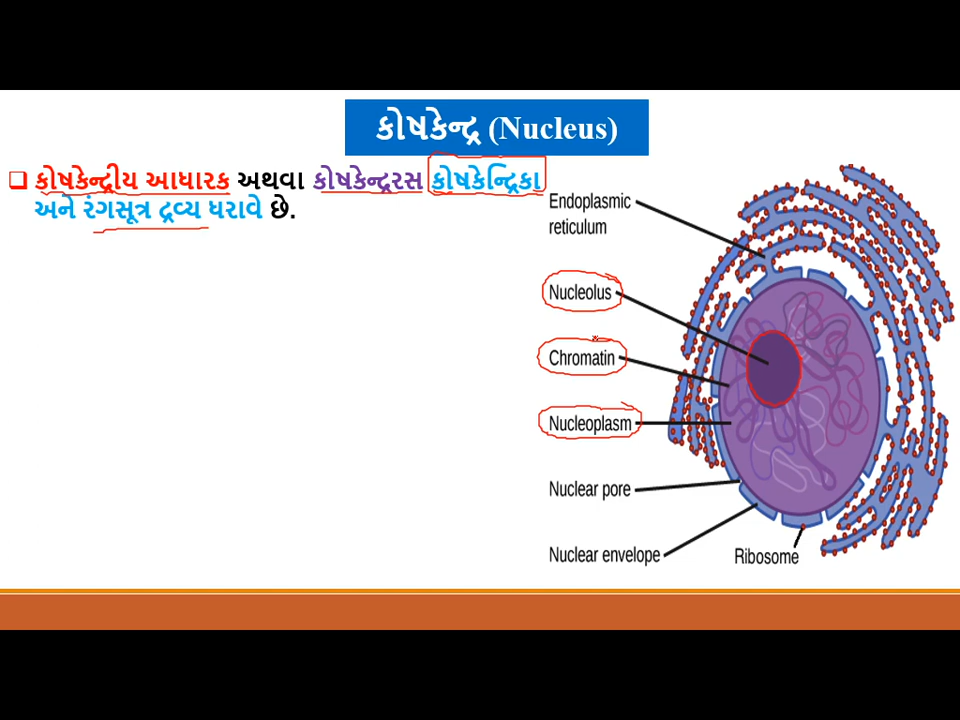 કોષકેન્દ્ર (Nucleus)
❑ કોષકેન્દ્રીય આધારક અથવા કોષકેન્દ્રરસ કોષકેન્દ્રિકા
અને રંગસૂત્ર દ્રવ્ય ધરાવે છે.
Endoplasmic
reticulum
Nucleolus
Chromatin
Nucleoplasm
Nuclear pore
Nuclear envelope
Ribosome